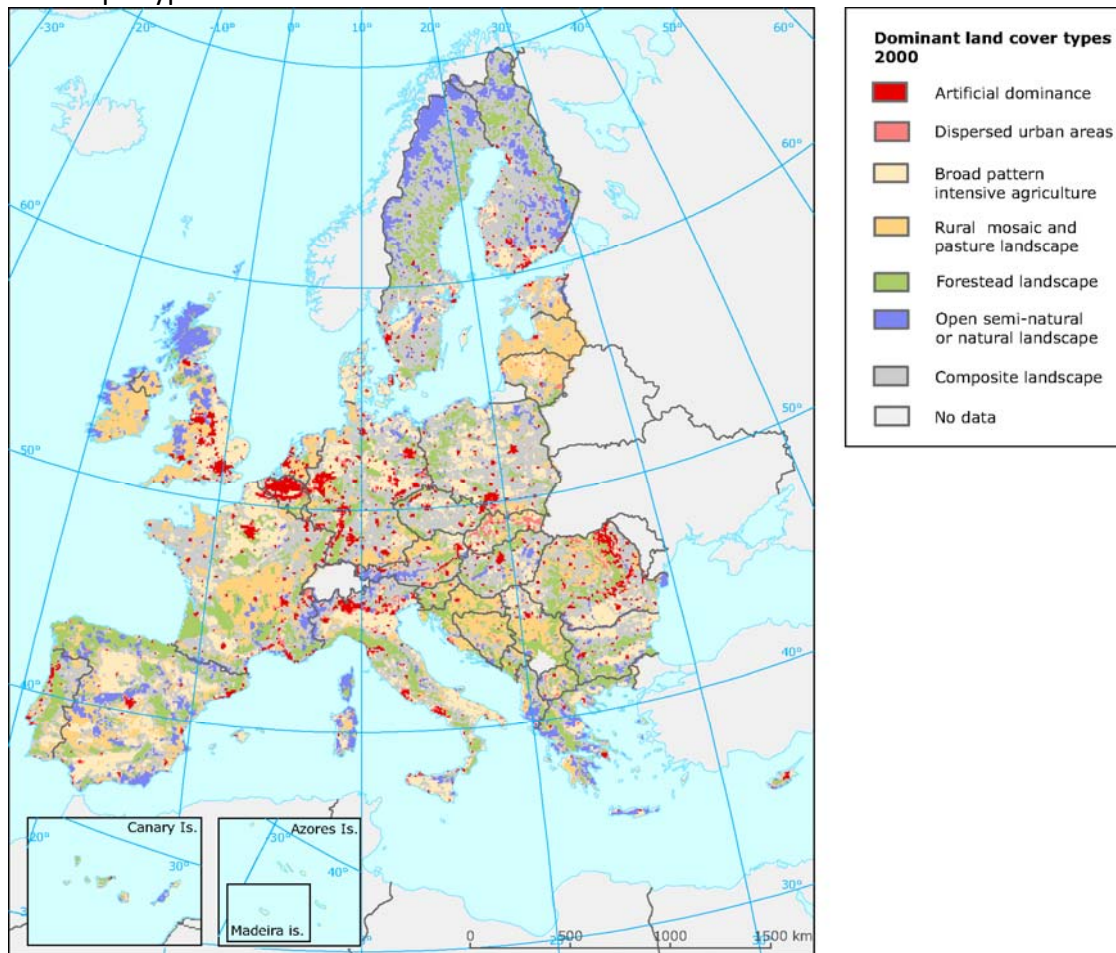 -30°
-20°
-10°
0°
10°
20°
30°
40°
50°
60°
60°
60°
50°
50°
40°
40°
Canary Is.
20°
30°
Azores Is.
-30°
40°
Madeira is.
30°
0
500
1000
1500 km
Dominant land cover types
2000
Artificial dominance
Dispersed urban areas
Broad pattern
intensive agriculture
Rural mosaic and
pasture landscape
Forestead landscape
Open semi-natural
or natural landscape
Composite landscape
No data